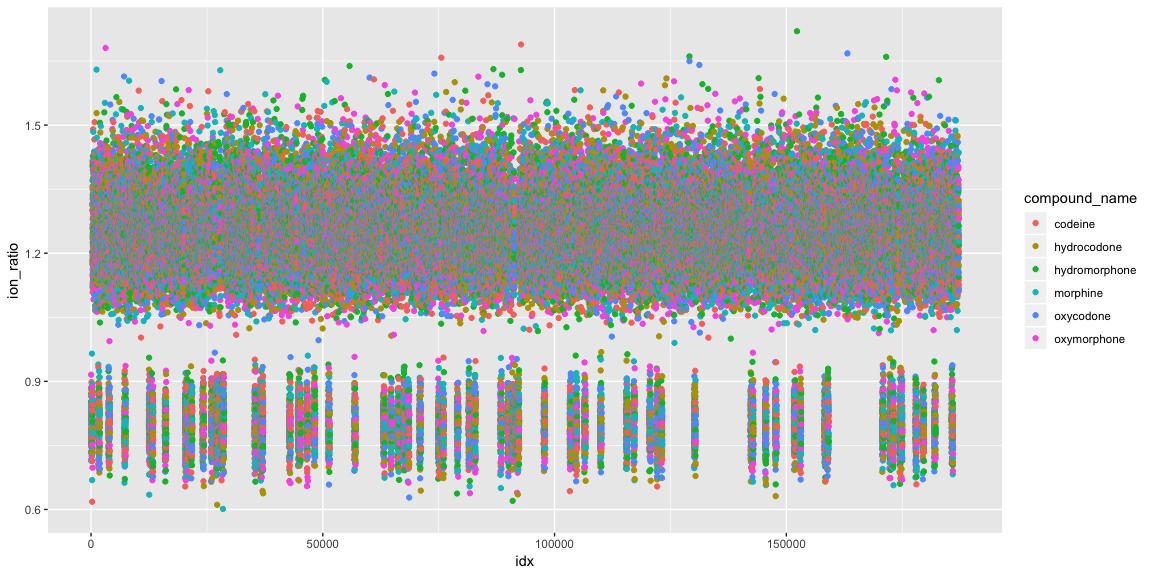 ion_ratio
1.5
1.2
0.9
0.6
0
50000
100000
150000
idx
compound_name
codeine
hydrocodone
hydromorphone
morphine
oxycodone
oxymorphone